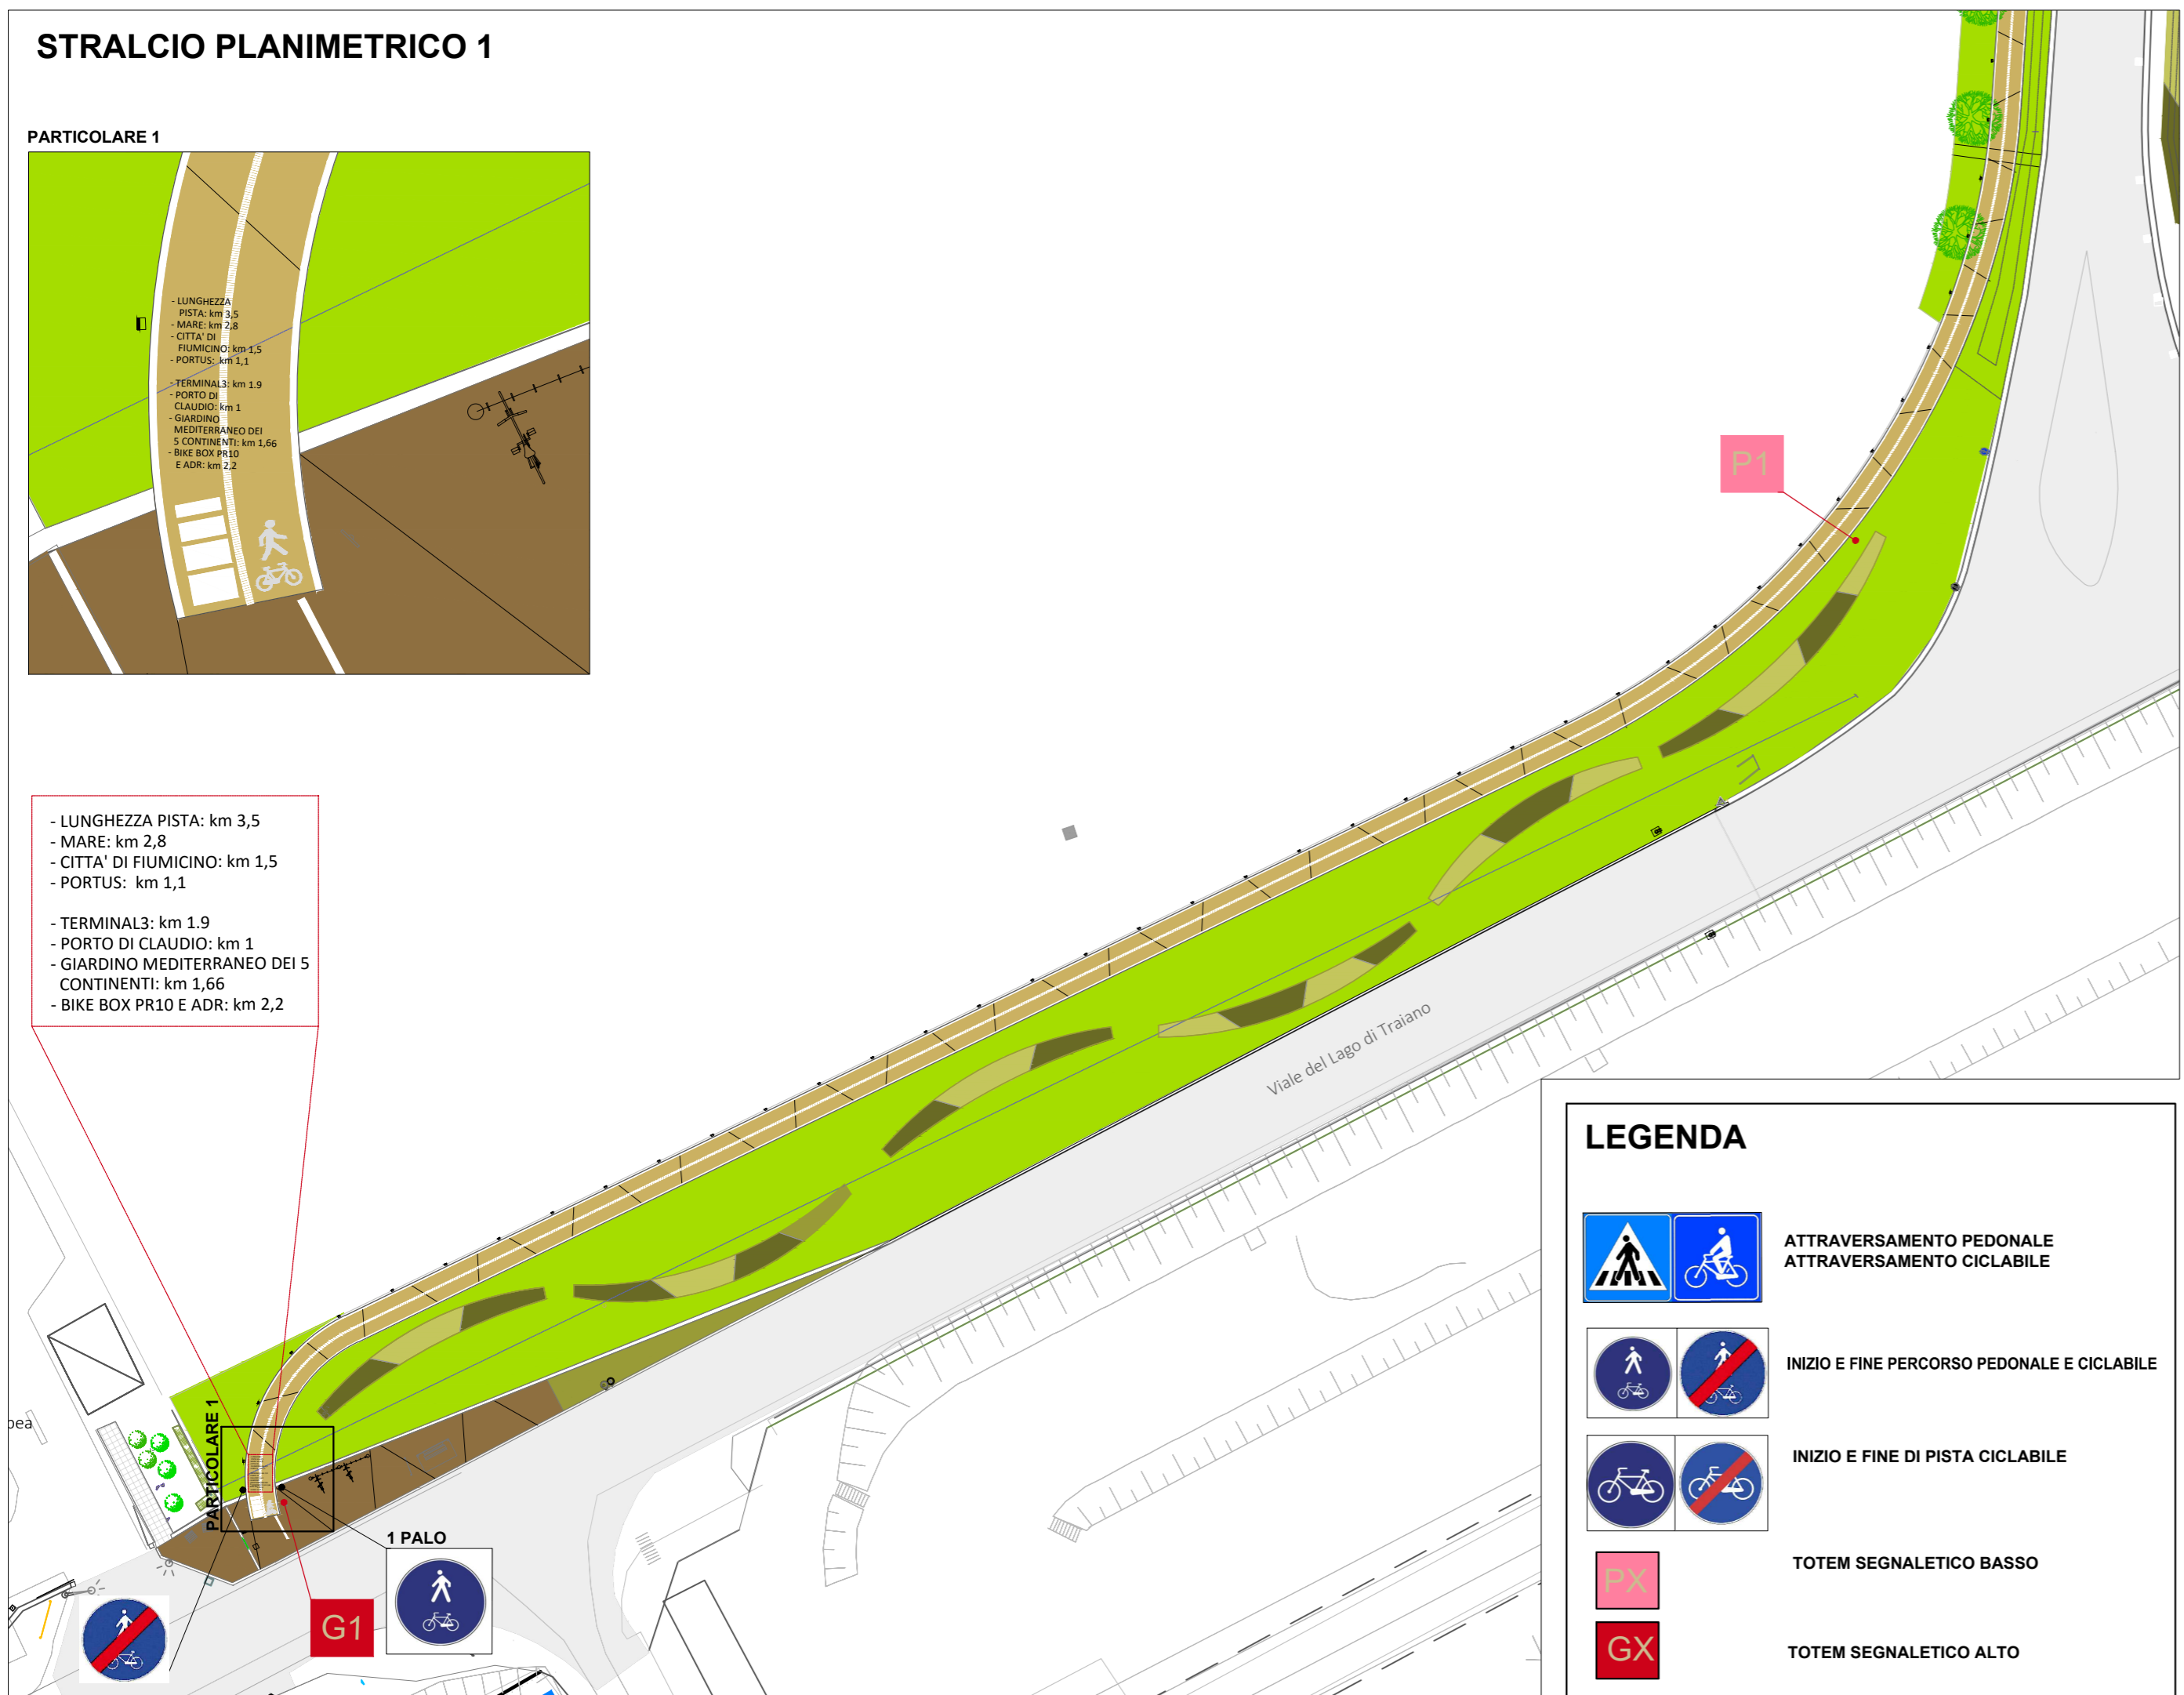 STRALCIO PLANIMETRICO 1
PARTICOLARE 1
- LUNGHEZZA
PISTA: km 3,5
- MARE: km 2,8
- CITTA' DI
FIUMICINO: km 1,5
- PORTUS: km 1,1
- TERMINAL3: km 1.9
- PORTO DI
CLAUDIO: km 1
- GIARDINO
MEDITERRANEO DEI
5 CONTINENTI: km 1,66
- BIKE BOX PR10
E ADR: km 2,2
P1
- LUNGHEZZA PISTA: km 3,5
- MARE: km 2,8
- CITTA' DI FIUMICINO: km 1,5
- PORTUS: km 1,1
- TERMINAL3: km 1.9
- PORTO DI CLAUDIO: km 1
- GIARDINO MEDITERRANEO DEI 5
CONTINENTI: km 1,66
- BIKE BOX PR10 E ADR: km 2,2
Viale del Lago di Traiano
pea
PARTICOLARE 1
1 PALO
G1
LEGENDA
ATTRAVERSAMENTO PEDONALE
ATTRAVERSAMENTO CICLABILE
INIZIO E FINE PERCORSO PEDONALE E CICLABILE
INIZIO E FINE DI PISTA CICLABILE
PX
TOTEM SEGNALETICO BASSO
GX
TOTEM SEGNALETICO ALTO